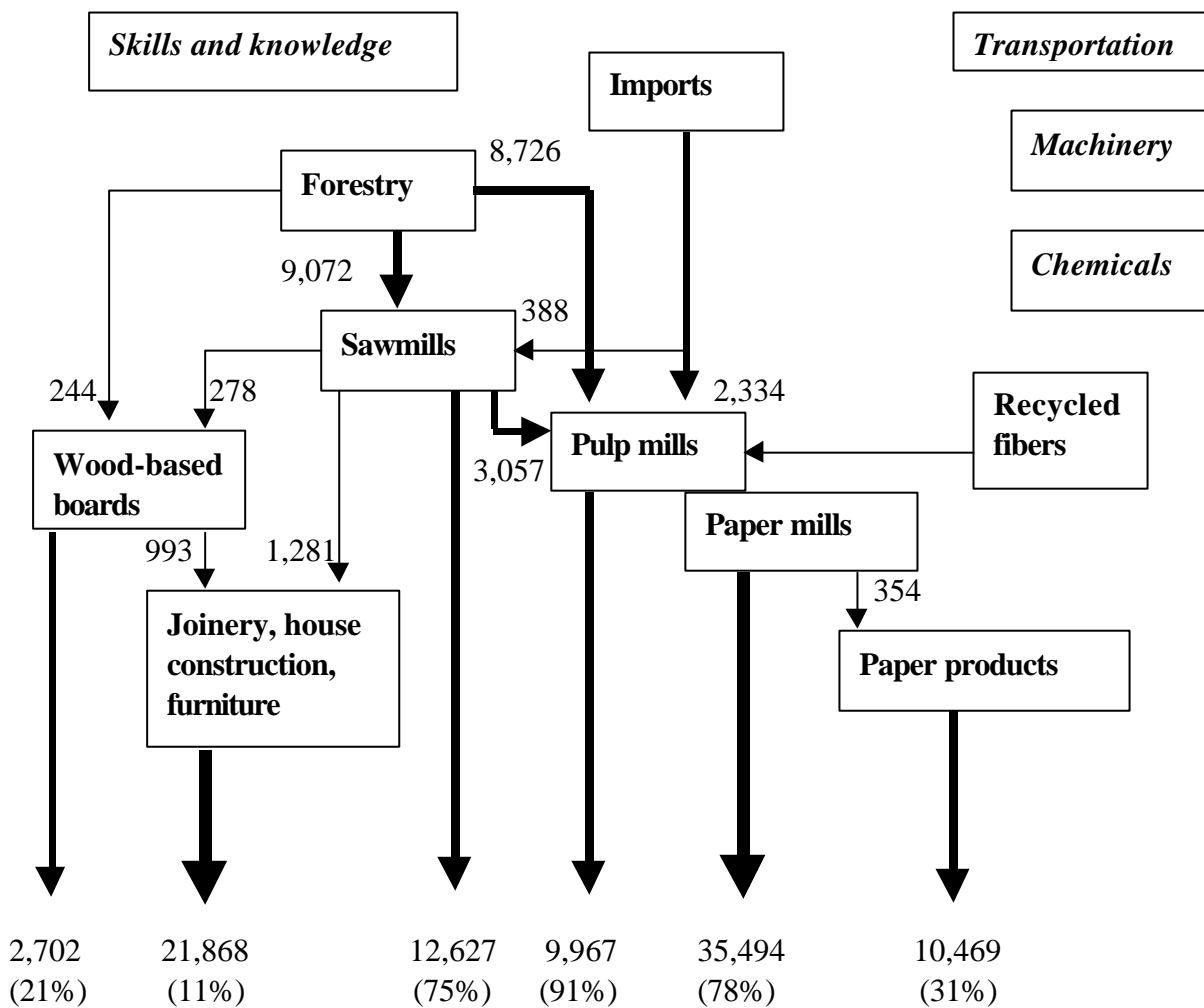 Skills and knowledge
Transportation
Imports
Machinery
8,726
Forestry
Chemicals
9,072
388
Sawmills
244
278
2,334
Recycled
fibers
Pulp mills
3,057
Wood-based
boards
Paper mills
993
1,281
354
Joinery, house
construction,
furniture
Paper products
2,702
(21%)
21,868
(11%)
12,627
(75%)
9,967
(91%)
35,494
(78%)
10,469
(31%)